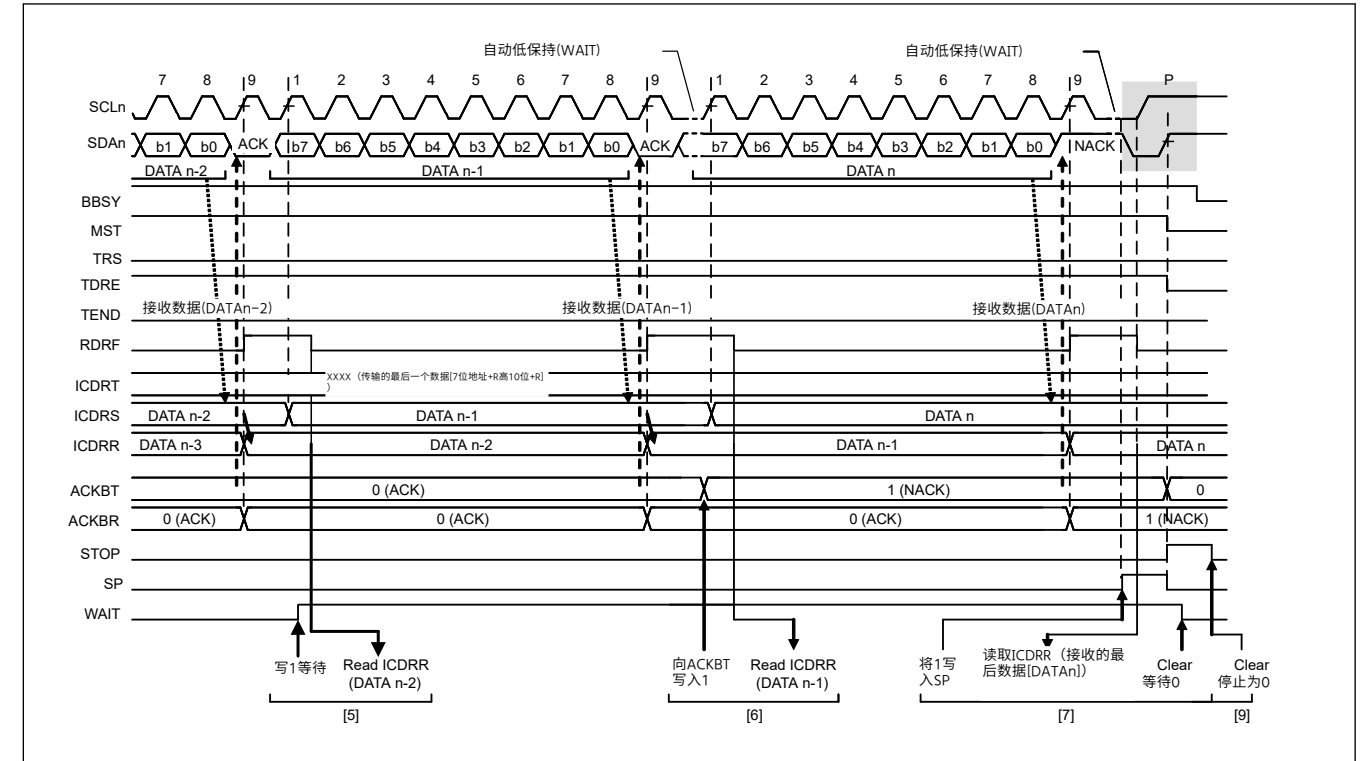 自动低保持(WAIT) 自动低保持(WAIT)
7 8 9 1 2 3 4 5 6 7 8 9 1 2 3 4 5 6 7 8 9 P
SCLn
SDAn b1 b0 ACK b7 b6 b5 b4 b3 b2 b1 b0 ACK b7 b6 b5 b4 b3 b2 b1 b0 NACK
DATA n-2 DATA n-1 DATA n
BBSY
MST
TRS
TDRE
接收数据(DATAn−2) 接收数据(DATAn−1) 接收数据(DATAn)
TEND
RDRF
XXXX（传输的最后一个数据[7位地址+R高10位+R]
）
ICDRT
ICDRS DATA n-2 DATA n-1 DATA n
ICDRR DATA n-3 DATA n-2 DATA n-1 DATA n
ACKBT 0 (ACK) 1 (NACK) 0
ACKBR 0 (ACK) 0 (ACK) 0 (ACK) 1 (NACK)
STOP
SP
WAIT
写1等待
Read ICDRR
(DATA n-2)
[5]
向ACKBT
写入1
Read ICDRR
(DATA n-1)
[6]
将1写
入SP
读取ICDRR（接收的最
后数据[DATAn]）
Clear
等待0
[7]
Clear
停止为0
[9]